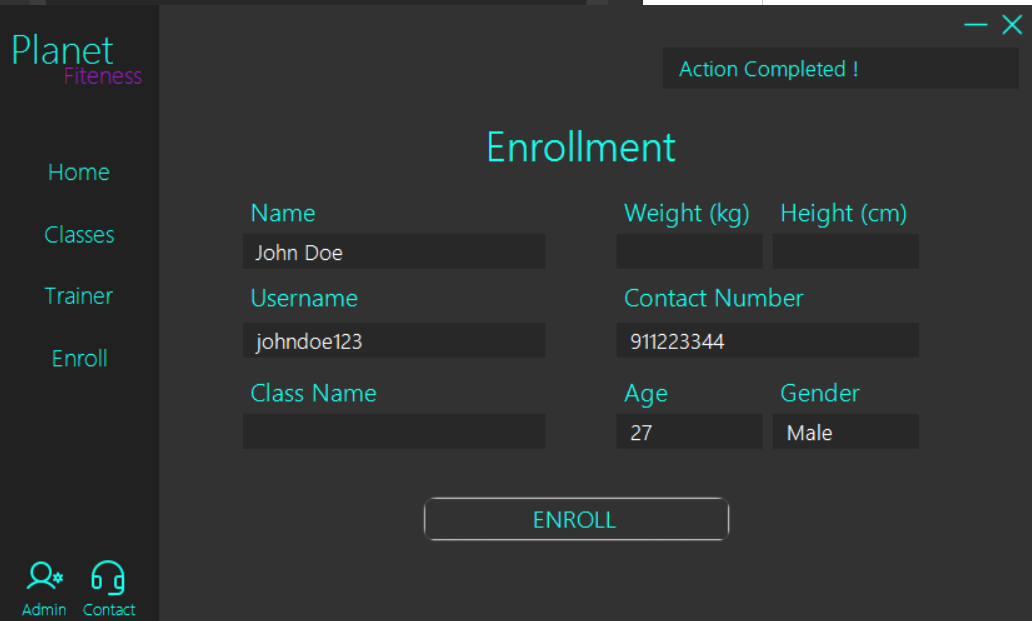 Planet
Fiteness
Action Completed !
Enrollment
Home
Classes
Trainer
Enroll
Name
John Doe
Weight (kg) Height (cm)
Username
johndoe123
Contact Number
911223344
Class Name
Age Gender
27 Male
ENROLL
Admin Contact